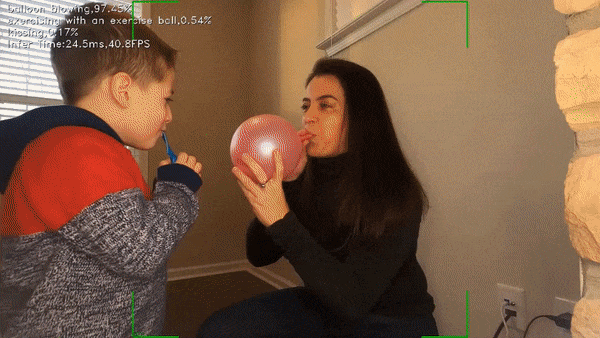 balloon blowing,97.45%
exercising with an exercise ball,0.54%
kissing,0.17%
Infer Time:24.5ms,40.8FPS